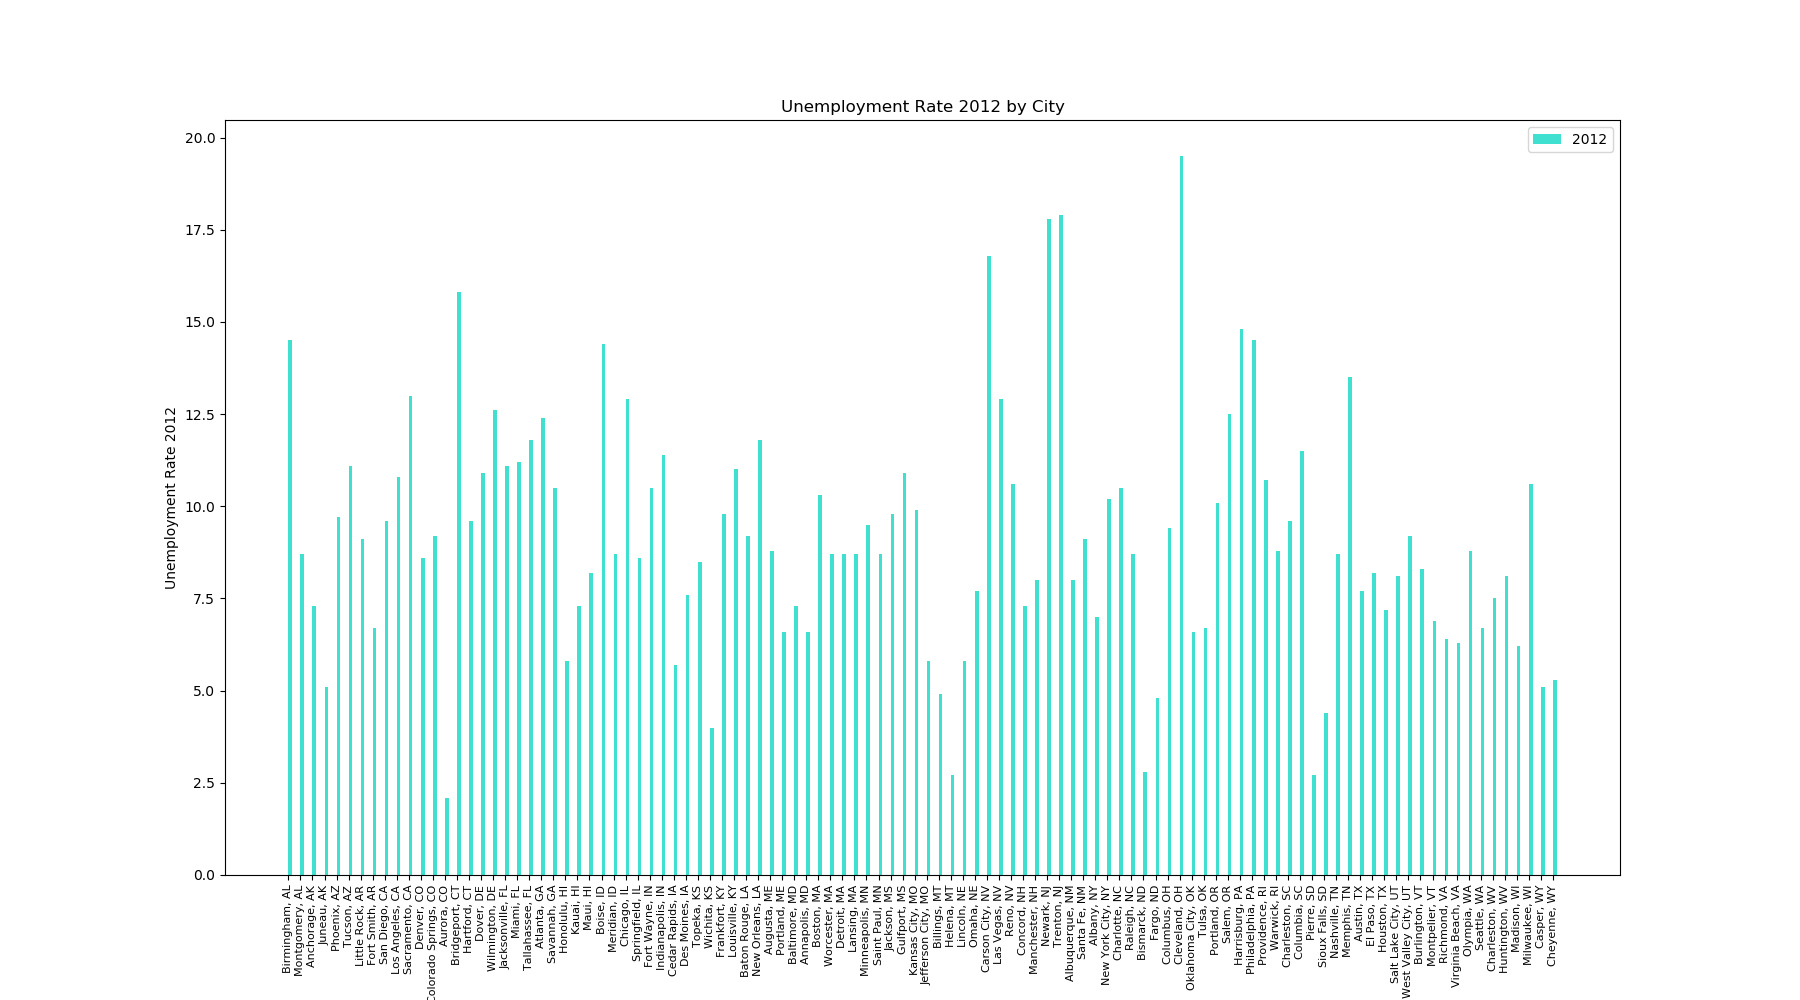 Unemployment Rate 2012 by City
2012
Unemployment Rate 2012
20.0
17.5
15.0
12.5
10.0
7.5
5.0
2.5
0.0
Birmingham, AL
Montgomery, AL
Anchorage, AK
Juneau, AK
Phoenix, AZ
Tucson, AZ
Little Rock, AR
Fort Smith, AR
San Diego, CA
Los Angeles, CA
Sacramento, CA
Denver, CO
olorado Springs, CO
Aurora, CO
Bridgeport, CT
Hartford, CT
Dover, DE
Wilmington, DE
Jacksonville, FL
Miami, FL
Tallahassee, FL
Atlanta, GA
Savannah, GA
Honolulu, HI
Kauai, HI
Maui, HI
Boise, ID
Meridian, ID
Chicago, IL
Springfield, IL
Fort Wayne, IN
Indianapolis, IN
Cedar Rapids, IA
Des Moines, IA
Topeka, KS
Wichita, KS
Frankfort, KY
Louisville, KY
Baton Rouge, LA
New Orleans, LA
Augusta, ME
Portland, ME
Baltimore, MD
Annapolis, MD
Boston, MA
Worcester, MA
Detroit, MA
Lansing, MA
Minneapolis, MN
Saint Paul, MN
Jackson, MS
Gulfport, MS
Kansas City, MO
Jefferson City, MO
Billings, MT
Helena, MT
Lincoln, NE
Omaha, NE
Carson City, NV
Las Vegas, NV
Reno, NV
Concord, NH
Manchester, NH
Newark, NJ
Trenton, NJ
Albuquerque, NM
Santa Fe, NM
Albany, NY
New York City, NY
Charlotte, NC
Raleigh, NC
Bismarck, ND
Fargo, ND
Columbus, OH
Cleveland, OH
Oklahoma City, OK
Tulsa, OK
Portland, OR
Salem, OR
Harrisburg, PA
Philadelphia, PA
Providence, RI
Warwick, RI
Charleston, SC
Columbia, SC
Pierre, SD
Sioux Falls, SD
Nashville, TN
Memphis, TN
Austin, TX
El Paso, TX
Houston, TX
Salt Lake City, UT
West Valley City, UT
Burlington, VT
Montpelier, VT
Richmond, VA
Virginia Beach, VA
Olympia, WA
Seattle, WA
Charleston, WV
Huntington, WV
Madison, WI
Milwaukee, WI
Casper, WY
Cheyenne, WY